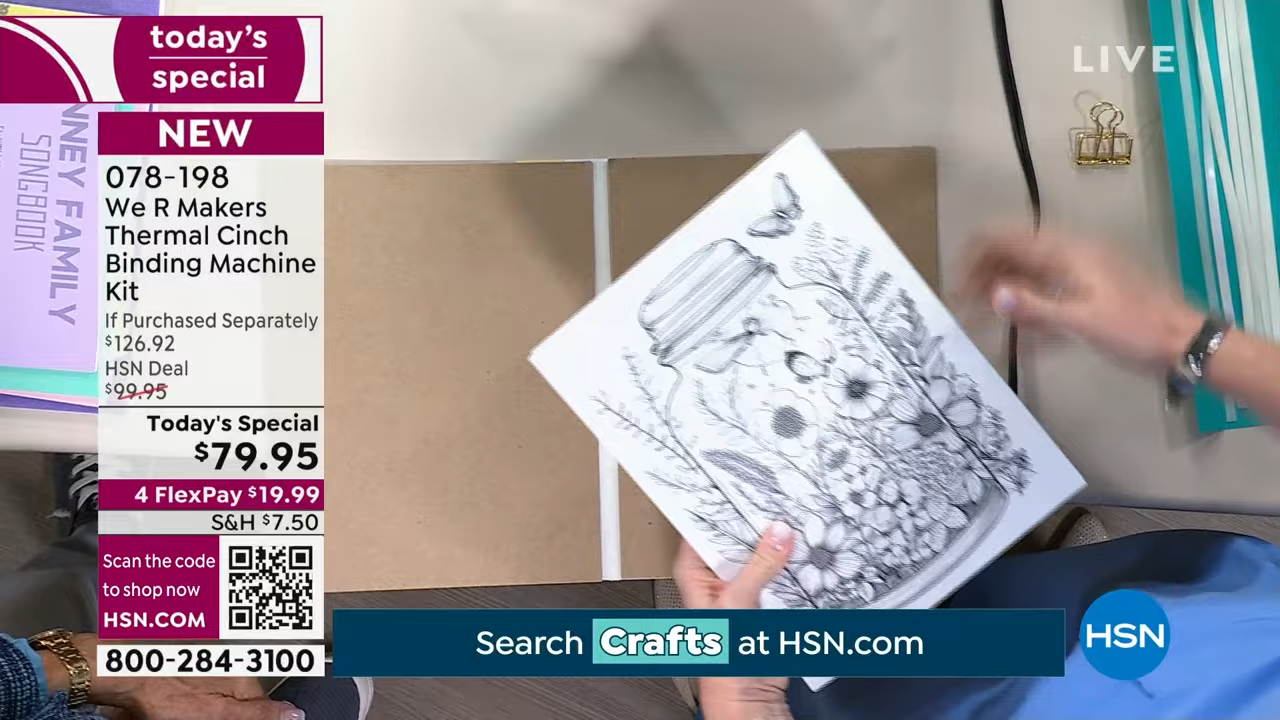 today's
special
NEW
078-198
We R Makers
Thermal Cinch
Binding Machine
Kit
If Purchased Separately
$126.92
HSN Deal
$99.95
Today's Special
$79.95
4 FlexPay $19.99
S&H $7.50
Scan the code
to shop now
HSN.COM
800-284-3100
NNEY FAMILY
SONGBOOK
LIVE
Search Crafts at HSN.com
HSN